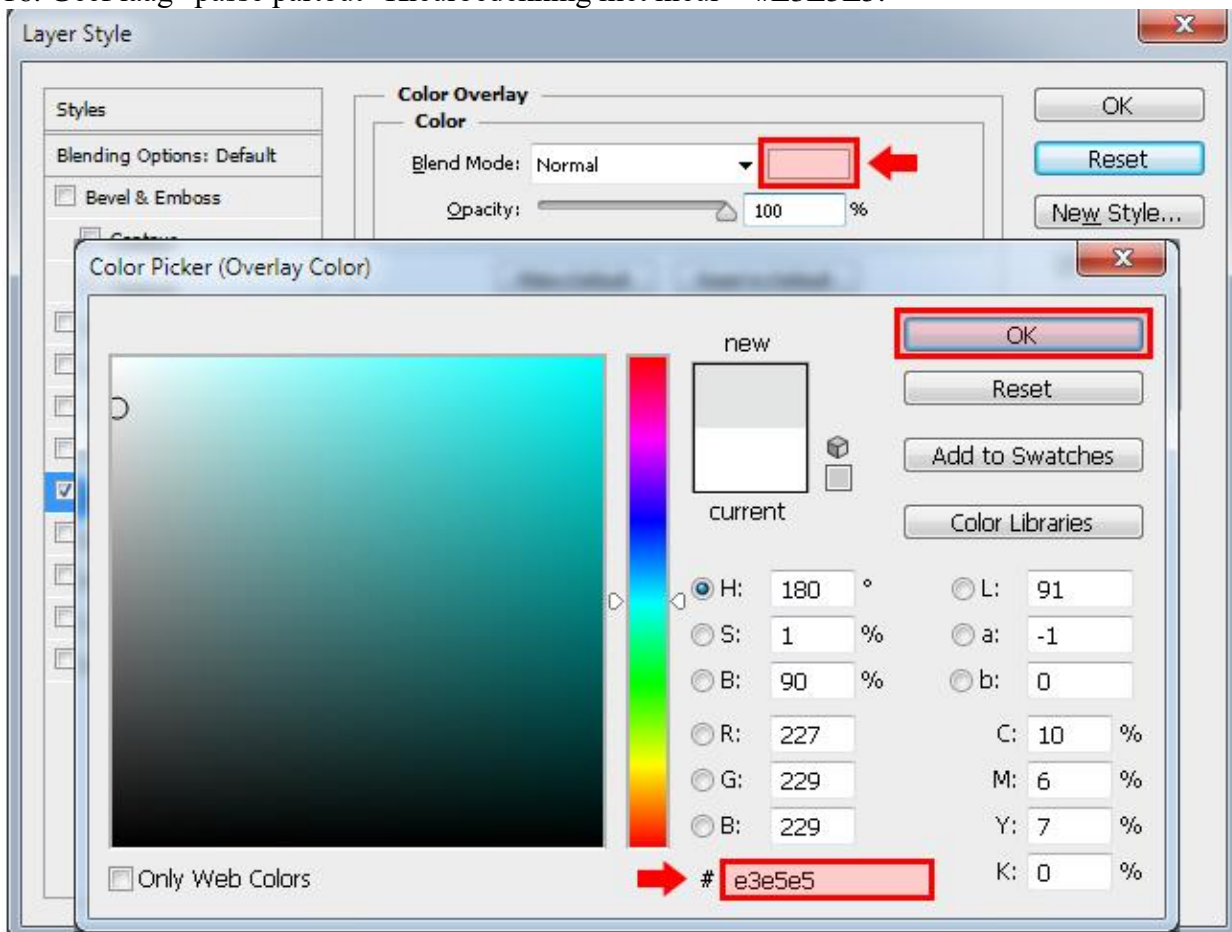 Layer Style
Styles
Color Overlay
Color
OK
Blending Options: Default
Blend Mode: Normal
Reset
Bevel & Emboss
Opacity: 100 %
New Style...
Color Picker (Overlay Color)
new
OK
Reset
Add to Swatches
current
Color Libraries
H: 180 °
L: 91
S: 1 %
a: -1
B: 90 %
b: 0
R: 227
C: 10 %
G: 229
M: 6 %
B: 229
Y: 7 %
Only Web Colors
# e3e5e5
K: 0 %